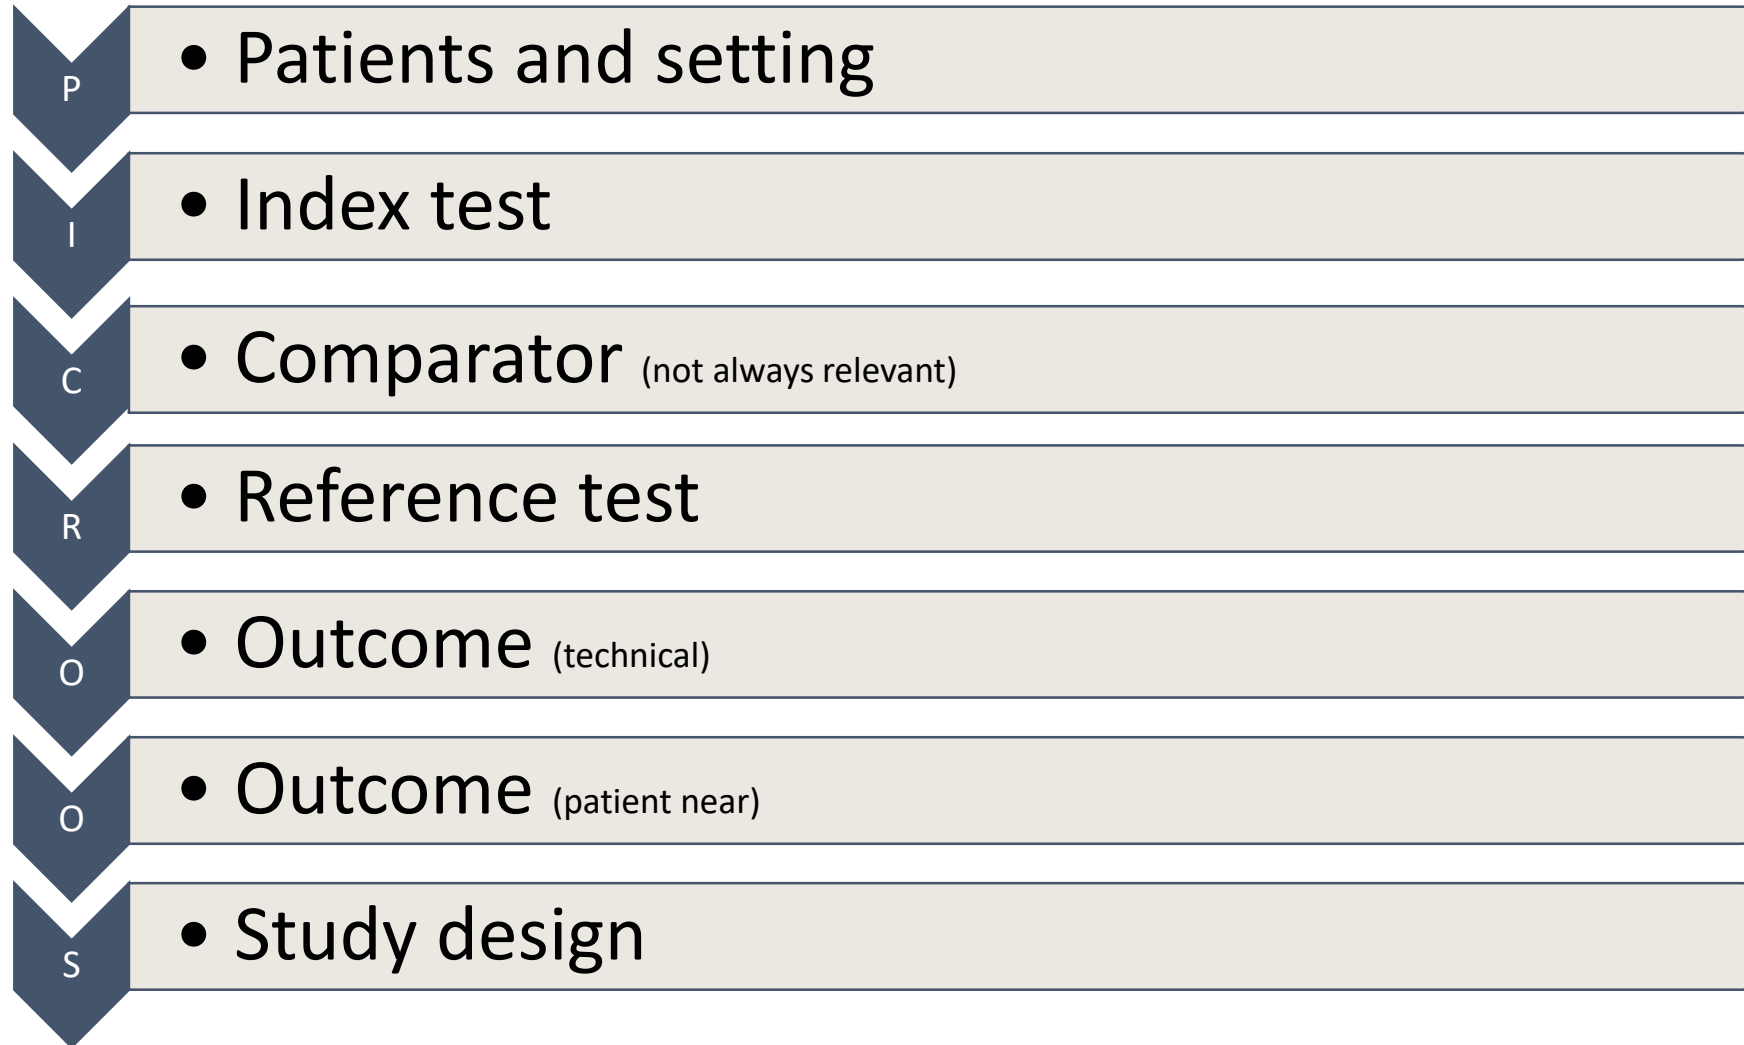 P
• Patients and setting
I
• Index test
C
• Comparator (not always relevant)
R
• Reference test
O
• Outcome (technical)
O
• Outcome (patient near)
S
• Study design